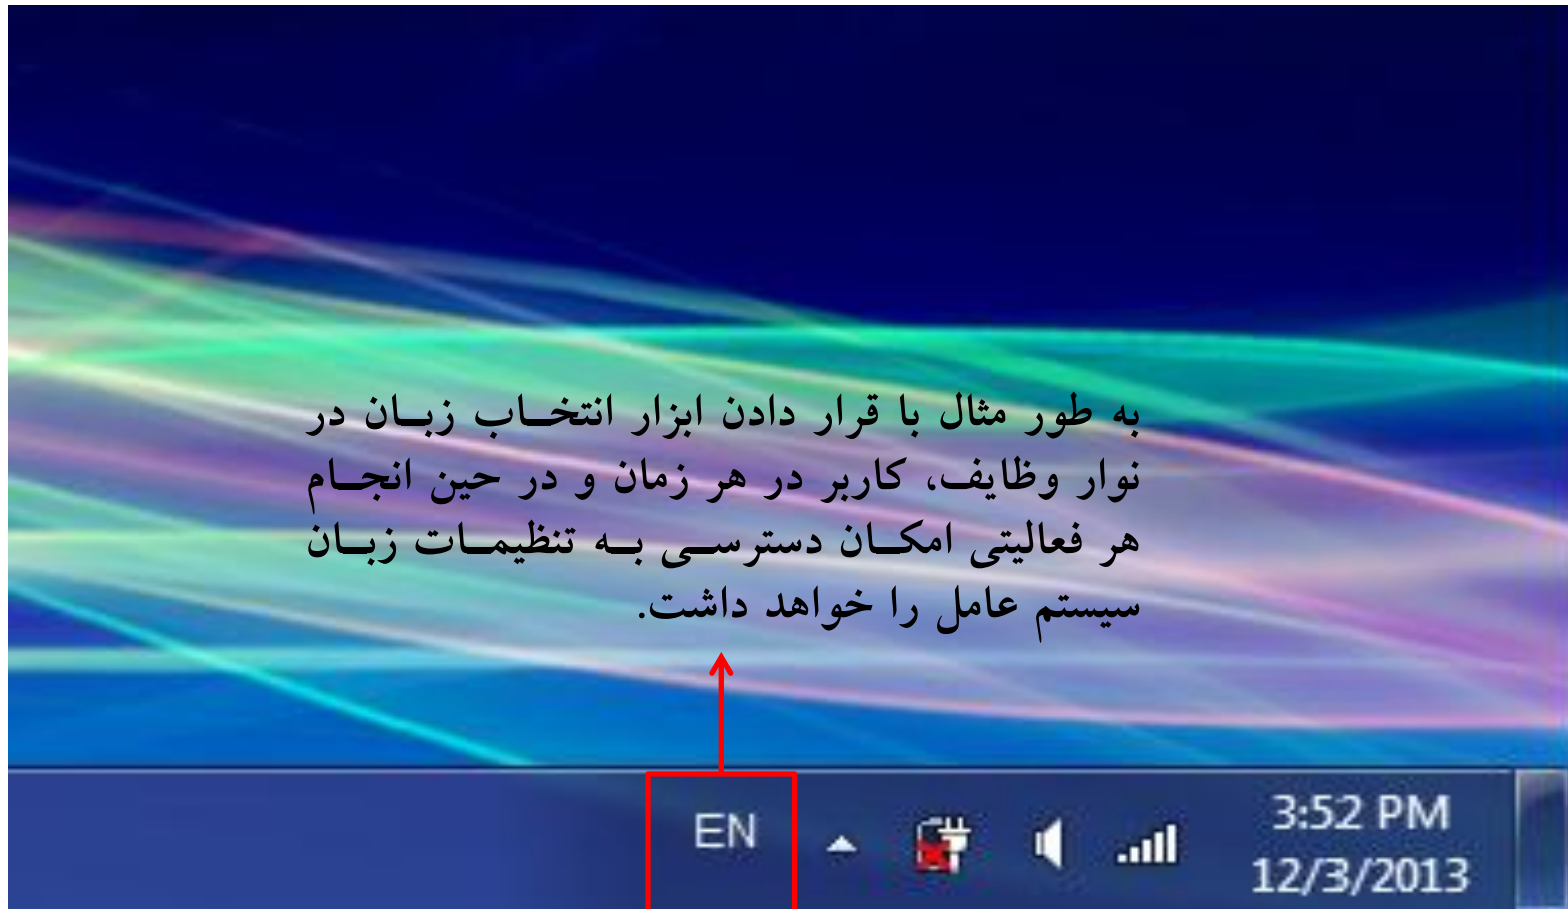 به طور مثال با قرار دادن ابزار انتخاب زبان در
نوار وظایف، کاربر در هر زمان و در حین انجام
هر فعالیتی امکان دسترسی به تنظیمات زبان
سیستم عامل را خواهد داشت.
EN
3:52 PM
12/3/2013